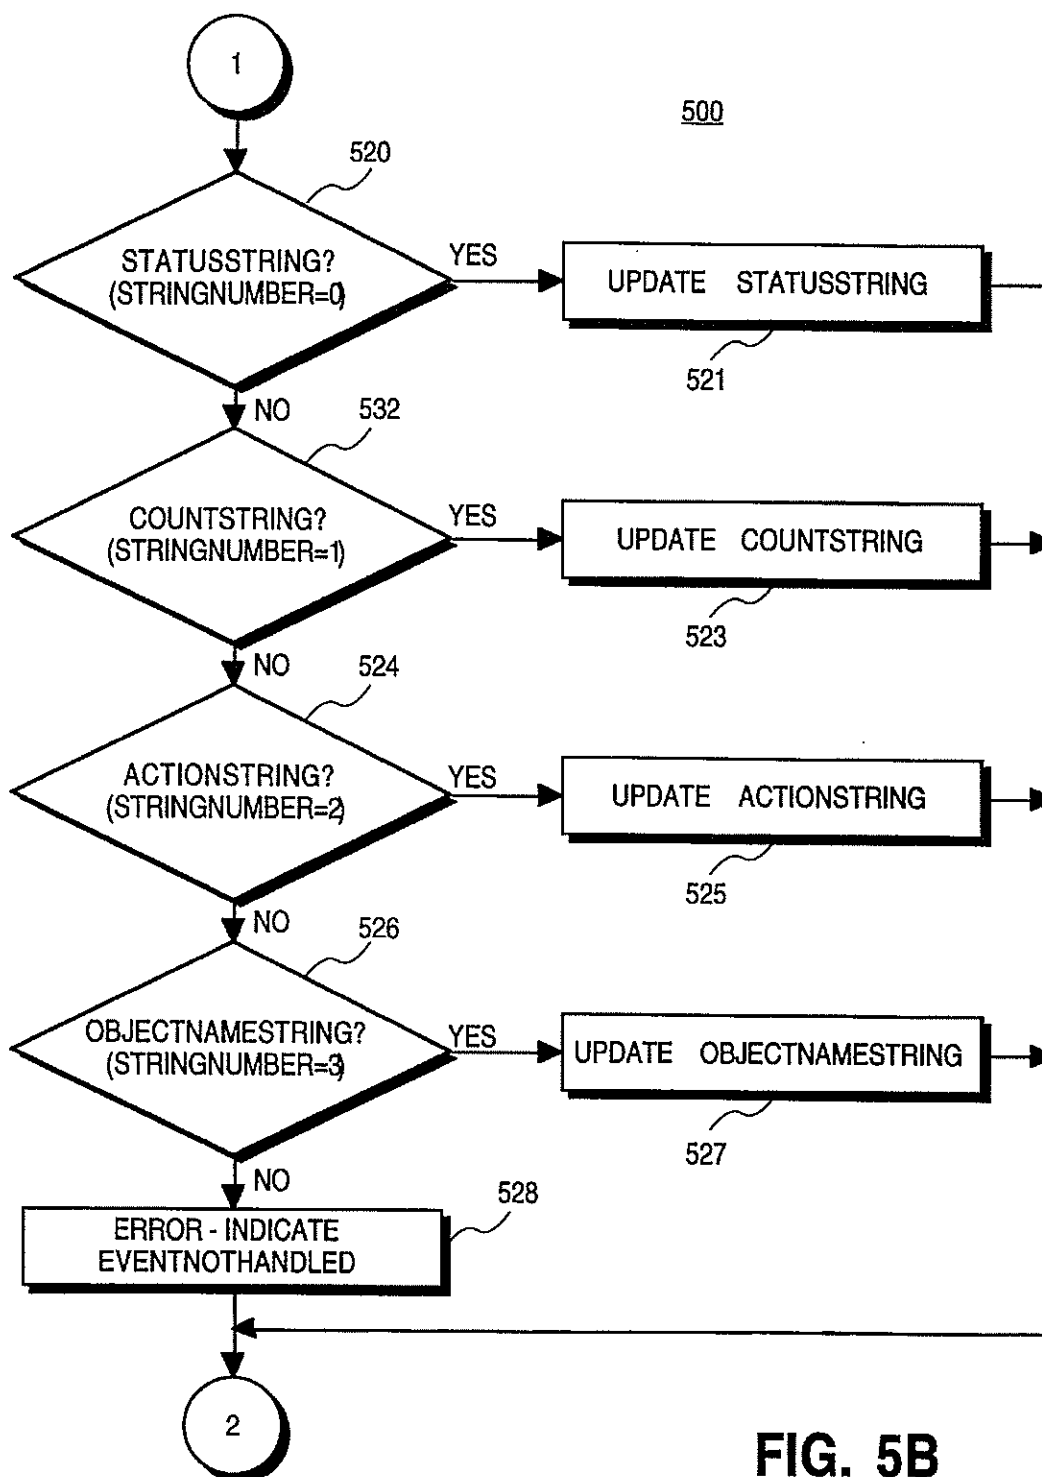 1
500
520
STATUSSTRING?
(STRINGNUMBER=0)
YES
UPDATE STATUSSTRING
521
NO
532
COUNTSTRING?
(STRINGNUMBER=1)
YES
UPDATE COUNTSTRING
523
NO
524
ACTIONSTRING?
(STRINGNUMBER=2)
YES
UPDATE ACTIONSTRING
525
NO
526
OBJECTNAMESTRING?
(STRINGNUMBER=3)
YES
UPDATE OBJECTNAMESTRING
527
NO
528
ERROR - INDICATE
EVENTNOTHANDLED
2
FIG. 5B